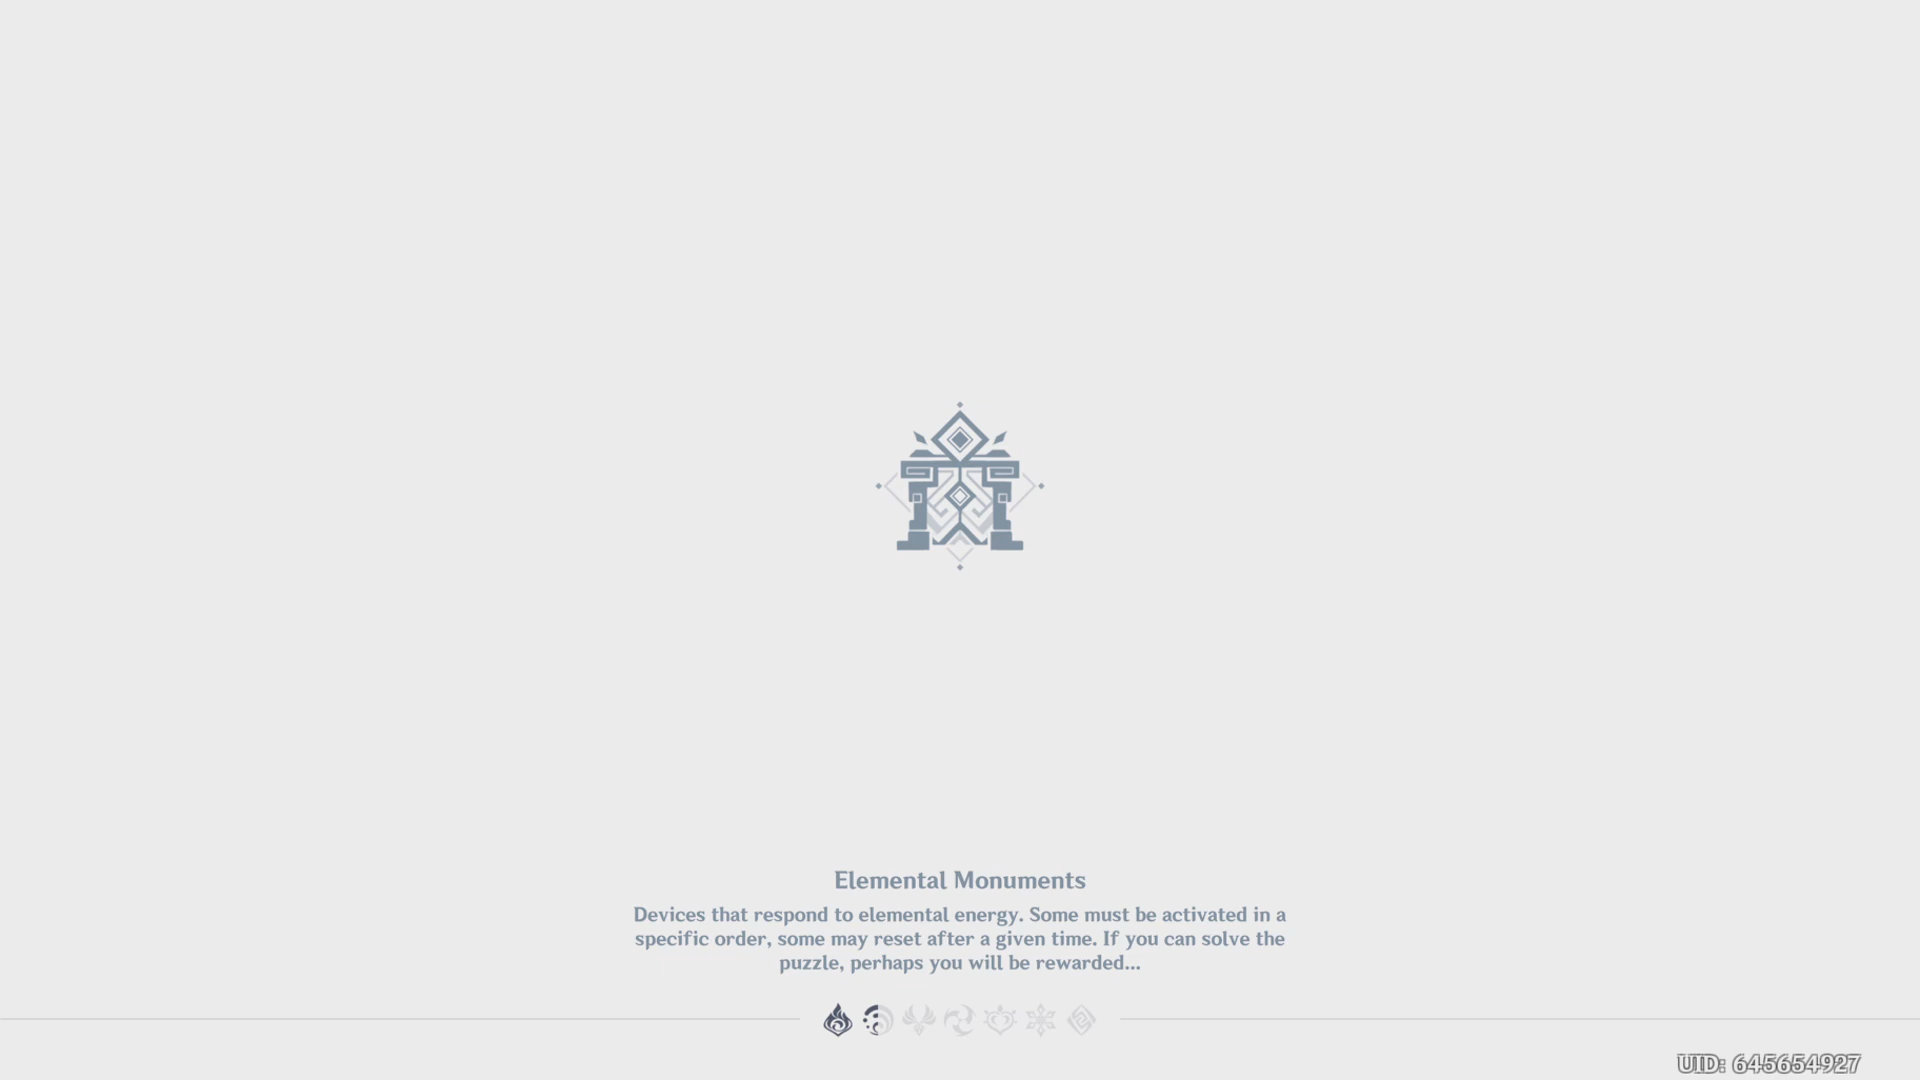 Elemental Monuments
Devices that respond to elemental energy. Some must be activated in a
specific order, some may reset after a given time. If you can solve the
puzzle, perhaps you will be rewarded...
UID: 645654927